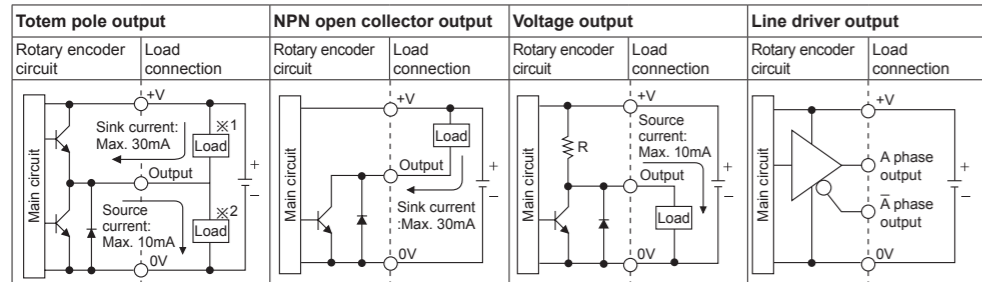 Totem pole output
NPN open collector output
Voltage output
Line driver output
Rotary encoder circuit
Load connection
Rotary encoder circuit
Load connection
Rotary encoder circuit
Load connection
Rotary encoder circuit
Load connection
Main circuit
+V
Sink current:
Max. 30mA
※1
Load
Output
Source
current:
Max. 10mA
※2
Load
0V
+
−
Main circuit
+V
Load
Output
Sink current
:Max. 30mA
0V
+
−
Main circuit
+V
R
Source
current:
Max. 10mA
Output
Load
0V
+
−
Main circuit
+V
A phase
output
A̅ phase
output
0V
+
−